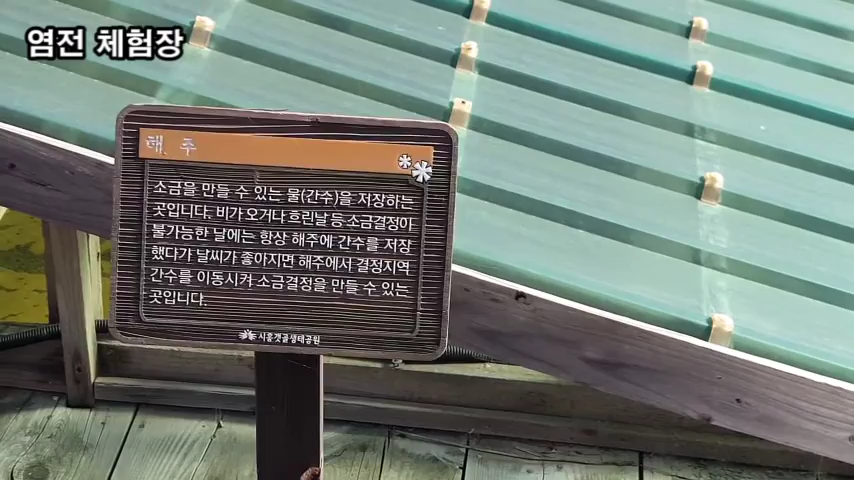 염전 체험장
해 주
소금을 만들 수 있는 물(간수)을 저장하는
곳입니다. 비가 오거나 흐린날 등 소금결정이
불가능한 날에는 항상 해주에 간수를 저장
했다가 날씨가 좋아지면 해주에서 결정지역
간수를 이동시켜 소금결정을 만들 수 있는
곳입니다.
시흥갯골생태공원